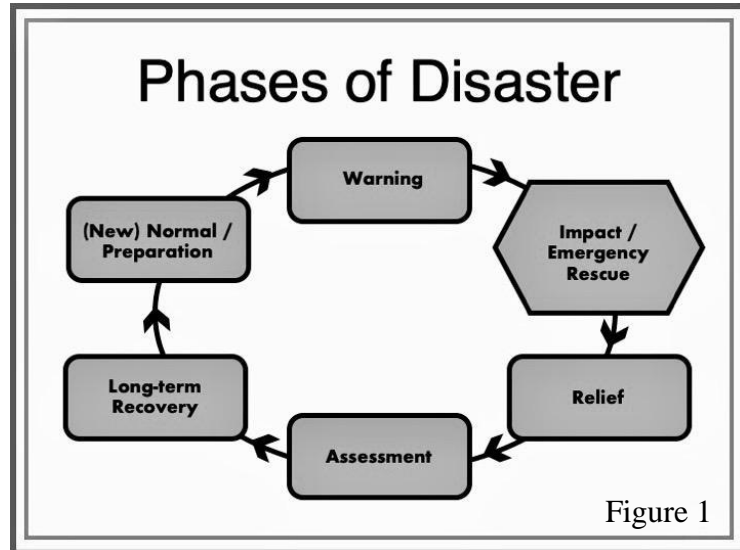 Phases of Disaster
Warning
Impact /
Emergency
Rescue
Relief
Assessment
Long-term
Recovery
(New) Normal /
Preparation
Figure 1